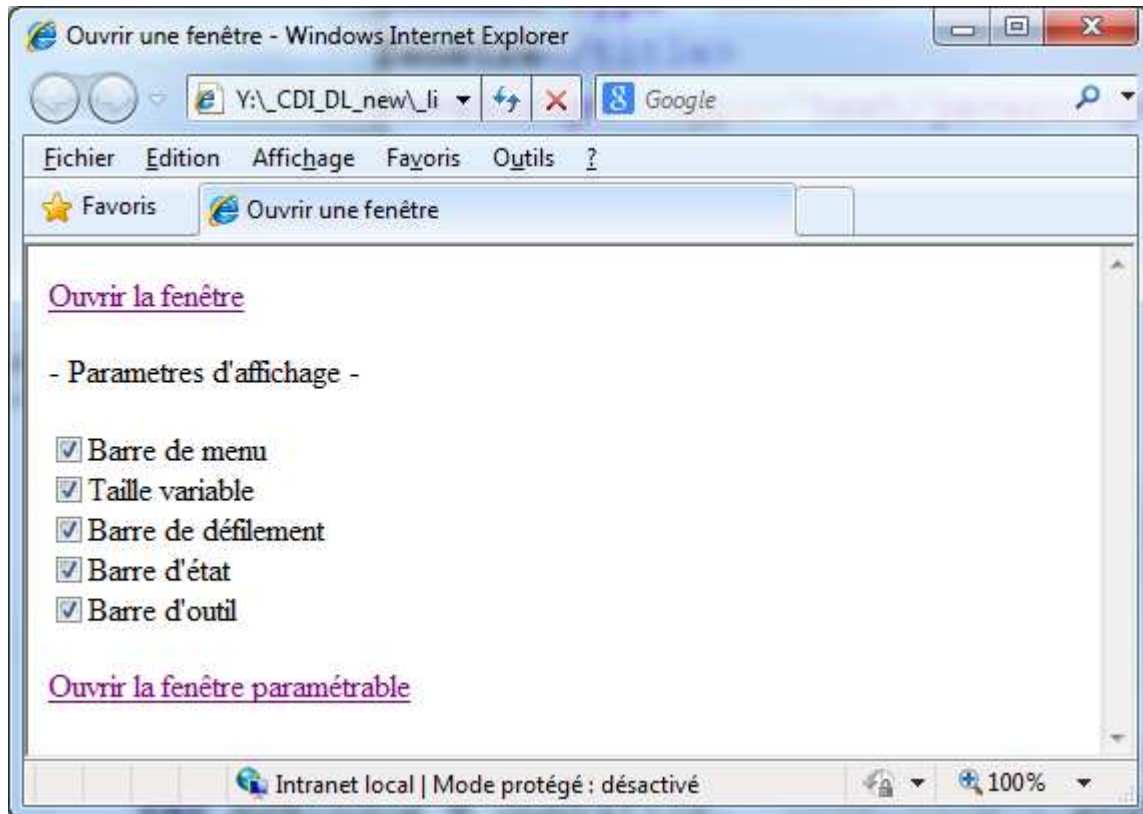 Ouvrir une fenêtre - Windows Internet Explorer
Y:\_CDI_DL_new\_li Google
Fichier Edition Affichage Favoris Outils ?
Favoris Ouvrir une fenêtre
Ouvrir la fenêtre
- Parametres d'affichage -
Barre de menu
Taille variable
Barre de défilement
Barre d'état
Barre d'outil
Ouvrir la fenêtre paramétrable
Intranet local | Mode protégé : désactivé 100%